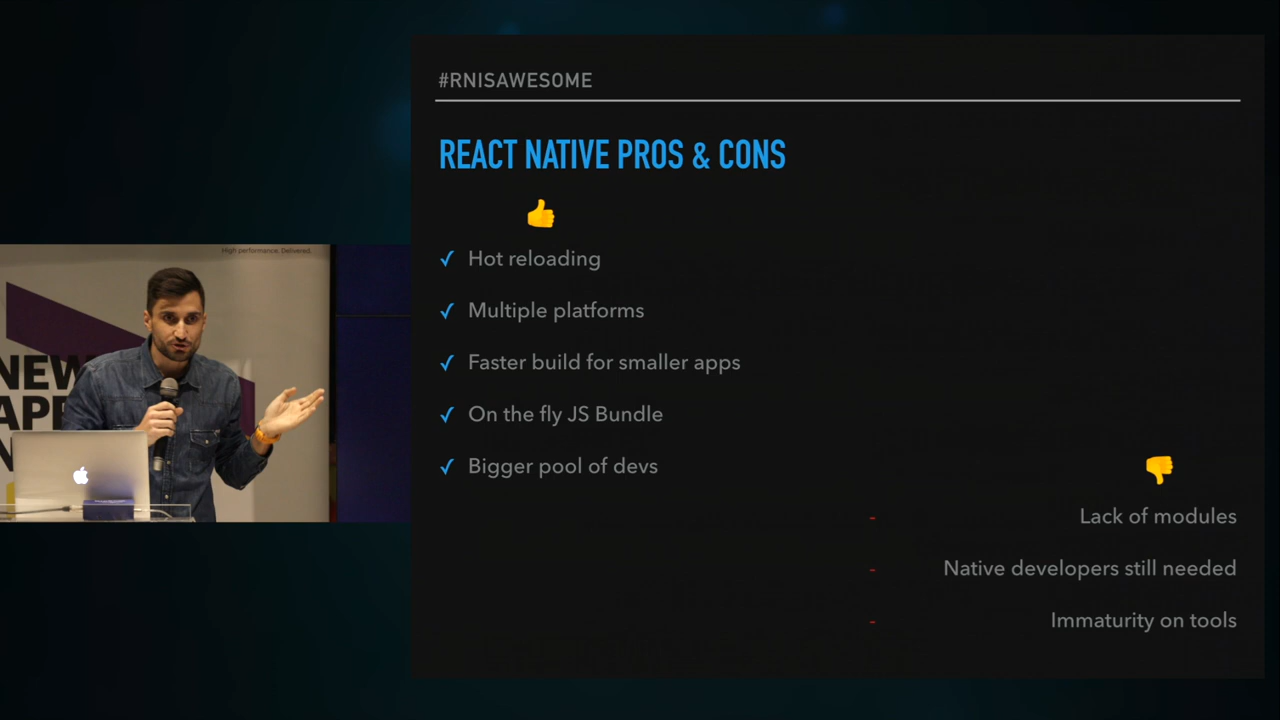 High performance. Delivered.
NEW
#RNISAWESOME
REACT NATIVE PROS & CONS
Hot reloading
Multiple platforms
Faster build for smaller apps
On the fly JS Bundle
Bigger pool of devs
- Lack of modules
- Native developers still needed
- Immaturity on tools